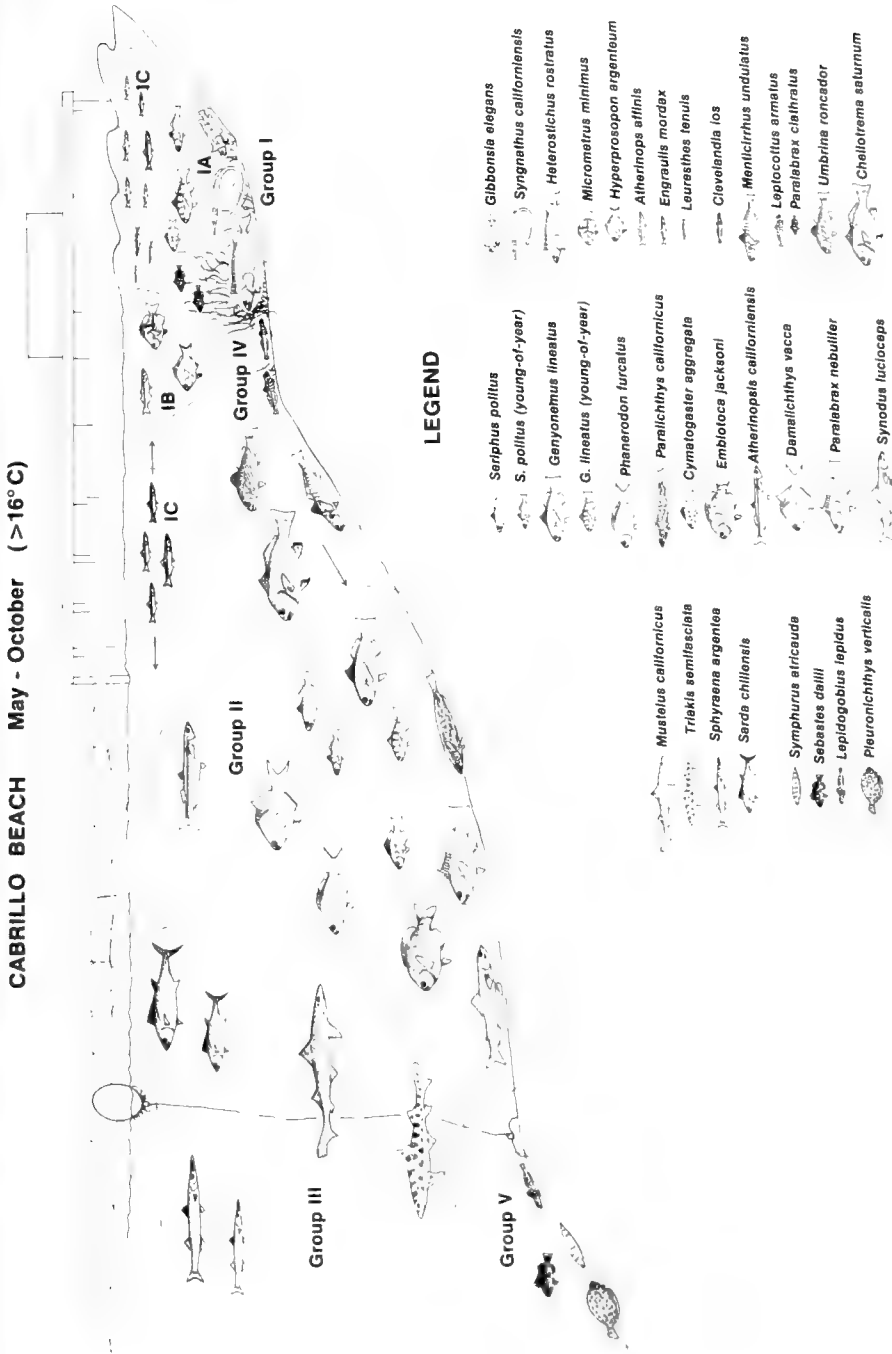 CABRILLO BEACH May - October (>16° C)
IC
IA
Group I
IB
Group IV
IC
Group II
Group III
Group V
LEGEND
Mustelus californicus
Triakis semifasciata
Sphyraena argentea
Sarda chiliensis
Symphurus atricauda
Sebastes dallii
Lepidogobius lepidus
Pleuronichthys verticalis
Seriphus politus
S. politus (young-of-year)
Genyonemus lineatus
G. lineatus (young-of-year)
Phanerodon furcatus
Paralichthys californicus
Cymatogaster aggregata
Embiotoca jacksoni
Atherinopsis californiensis
Damalichthys vacca
Paralabrax nebulifer
Synodus lucioceps
Gibbonsia elegans
Syngnathus californiensis
Heterostichus rostratus
Micrometrus minimus
Hyperprosopon argenteum
Atherinops affinis
Engraulis mordax
Leuresthes tenuis
Clevelandia ios
Menticirrhus undulatus
Leptocottus armatus
Paralabrax clathratus
Umbrina roncador
Cheilotrema saturnum